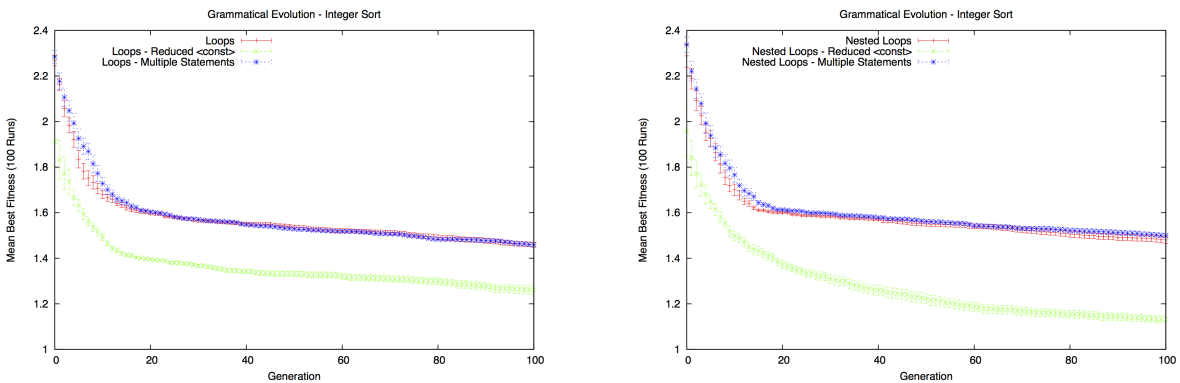 Grammatical Evolution - Integer Sort
Loops
Loops - Reduced <const>
Loops - Multiple Statements
Mean Best Fitness (100 Runs)
2.4
2.2
2
1.8
1.6
1.4
1.2
1
0 20 40 60 80 100
Generation
Grammatical Evolution - Integer Sort
Nested Loops
Nested Loops - Reduced <const>
Nested Loops - Multiple Statements
Mean Best Fitness (100 Runs)
2.4
2.2
2
1.8
1.6
1.4
1.2
1
0 20 40 60 80 100
Generation